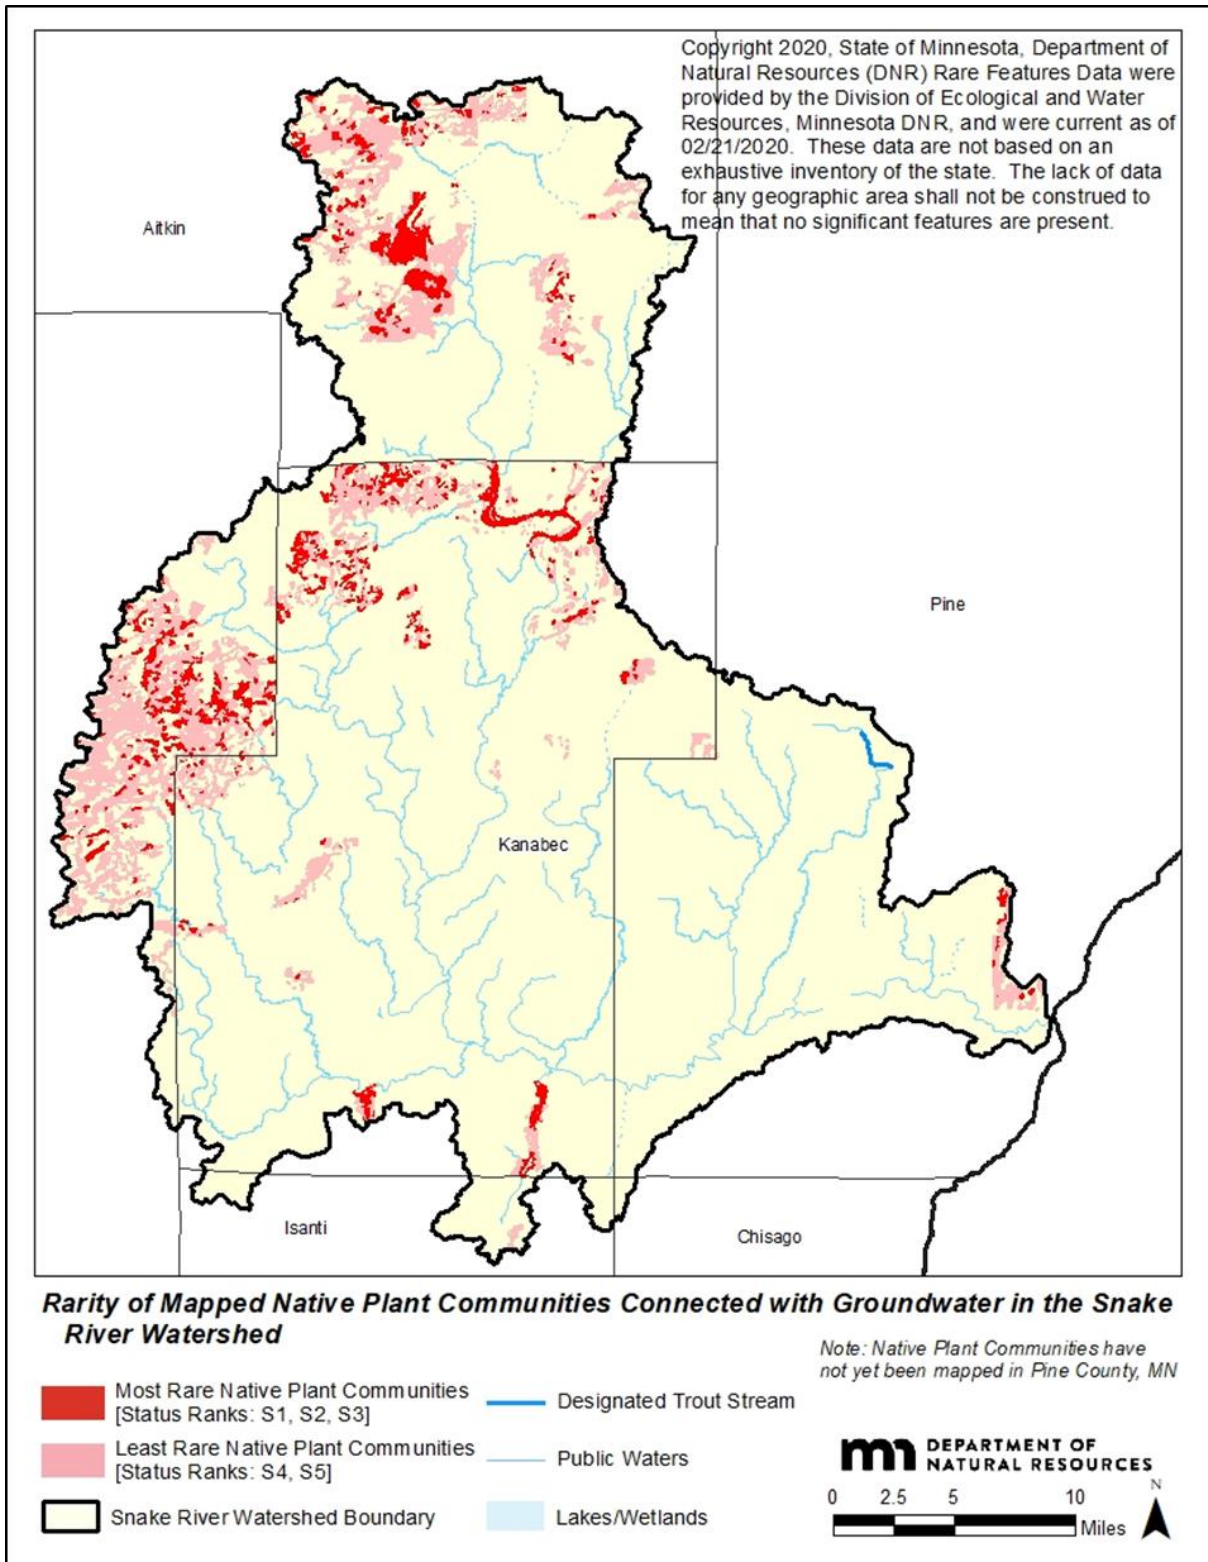 Copyright 2020, State of Minnesota, Department of
Natural Resources (DNR) Rare Features Data were
provided by the Division of Ecological and Water
Resources, Minnesota DNR, and were current as of
02/21/2020. These data are not based on an
exhaustive inventory of the state. The lack of data
for any geographic area shall not be construed to
mean that no significant features are present.
Aitkin
Pine
Kanabec
Isanti
Chisago
Rarity of Mapped Native Plant Communities Connected with Groundwater in the Snake
River Watershed
Note: Native Plant Communities have
not yet been mapped in Pine County, MN
Most Rare Native Plant Communities
[Status Ranks: S1, S2, S3]
Least Rare Native Plant Communities
[Status Ranks: S4, S5]
Snake River Watershed Boundary
Designated Trout Stream
Public Waters
Lakes/Wetlands
mn DEPARTMENT OF
NATURAL RESOURCES
N
0 2.5 5 10
Miles